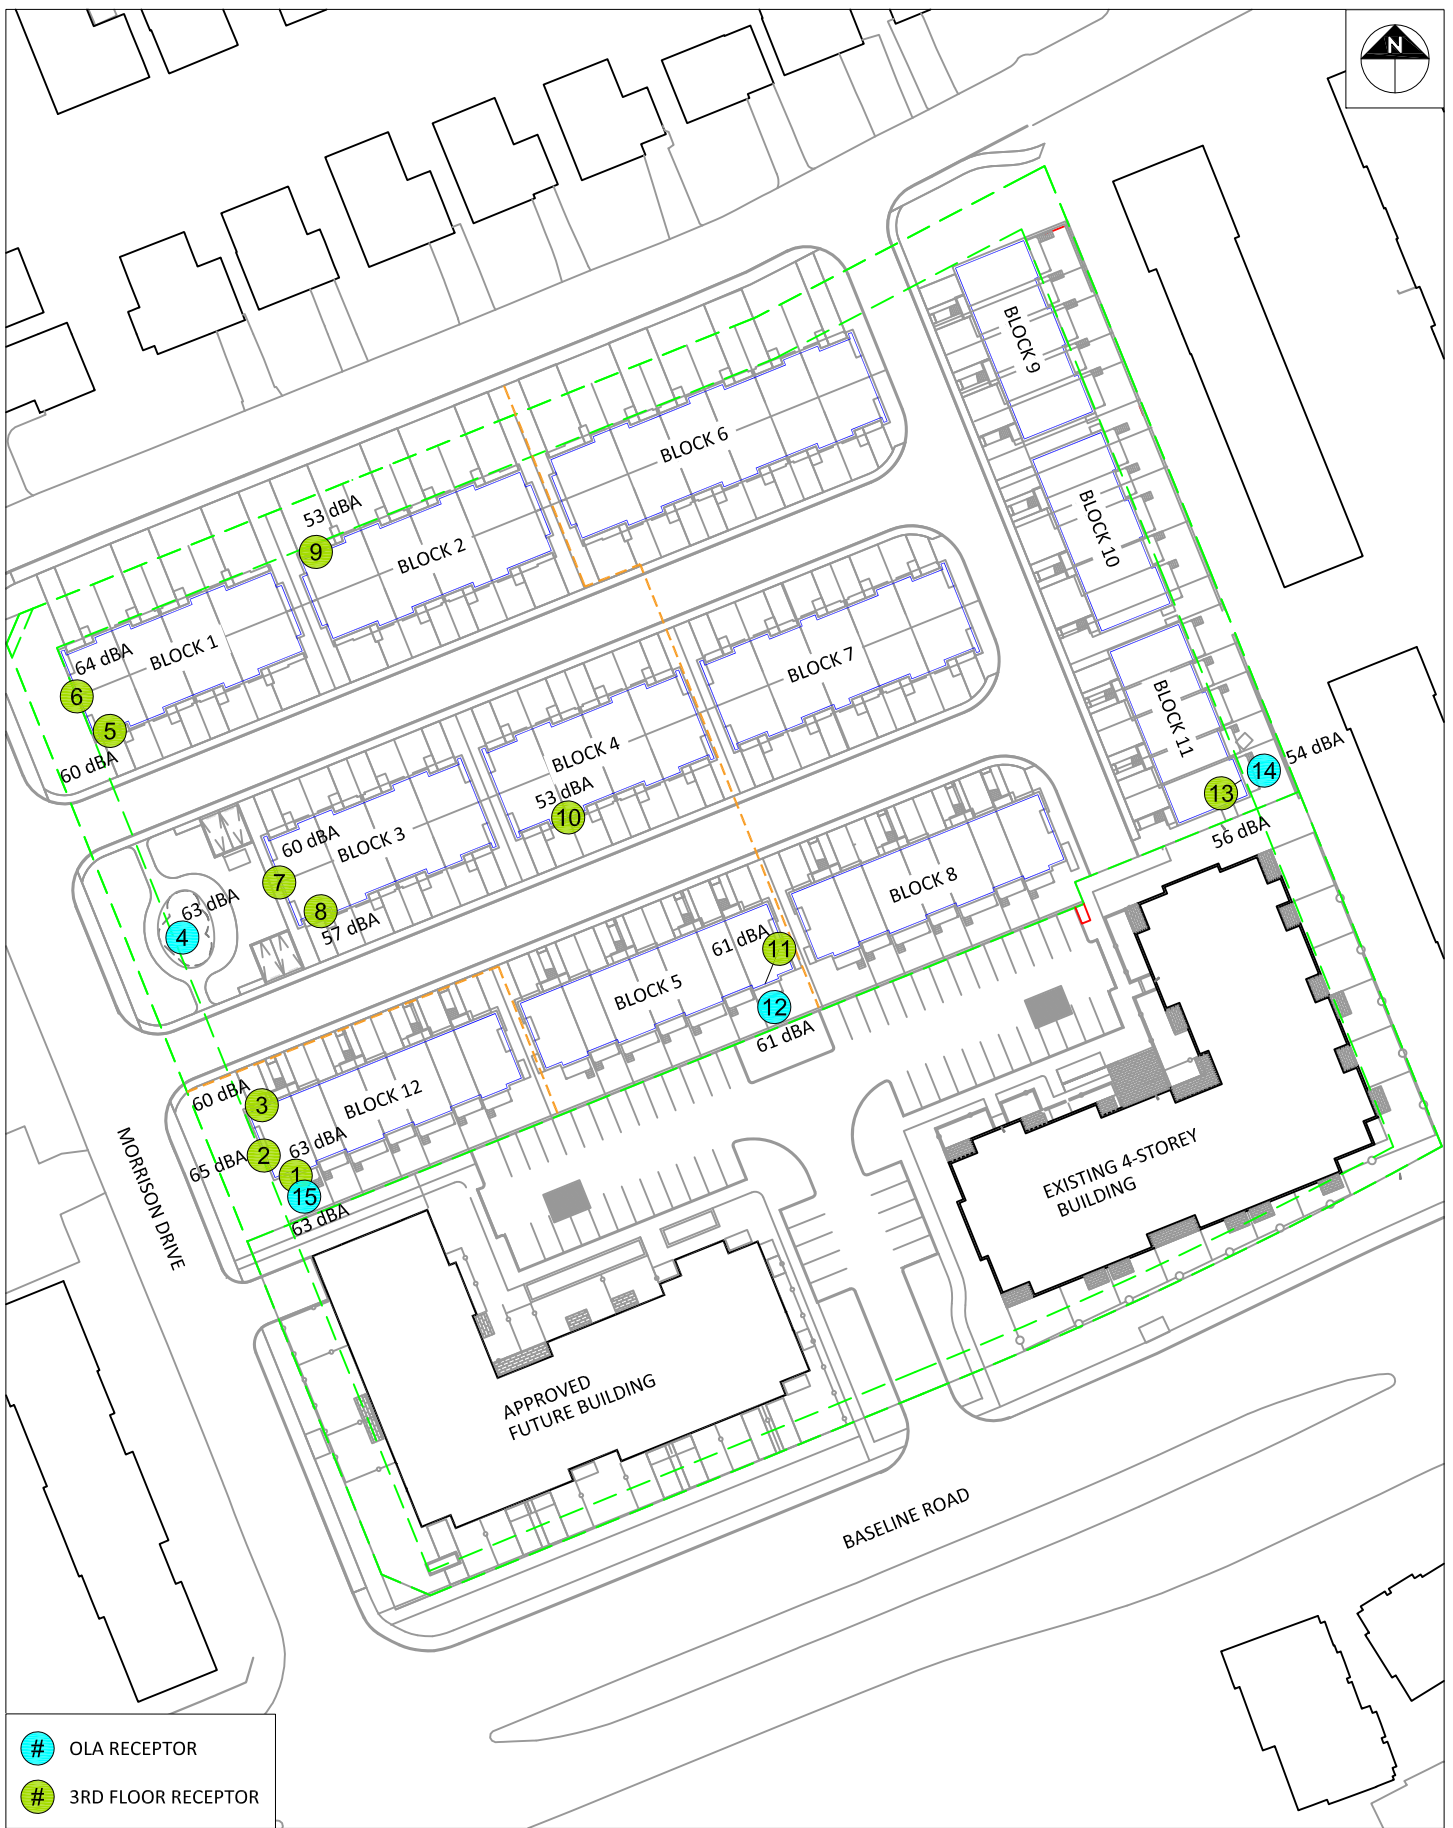 N
BLOCK 9
BLOCK 6
53 dBA
9
BLOCK 2
BLOCK 10
BLOCK 1
64 dBA
6
5
60 dBA
BLOCK 7
BLOCK 11
BLOCK 4
53 dBA
10
14
54 dBA
13
56 dBA
60 dBA
BLOCK 3
7
8
57 dBA
63 dBA
4
BLOCK 8
61 dBA
11
BLOCK 5
12
61 dBA
60 dBA
3
BLOCK 12
63 dBA
2
65 dBA
1
15
63 dBA
MORRISON DRIVE
EXISTING 4-STOREY
BUILDING
APPROVED
FUTURE BUILDING
BASELINE ROAD
# OLA RECEPTOR
# 3RD FLOOR RECEPTOR